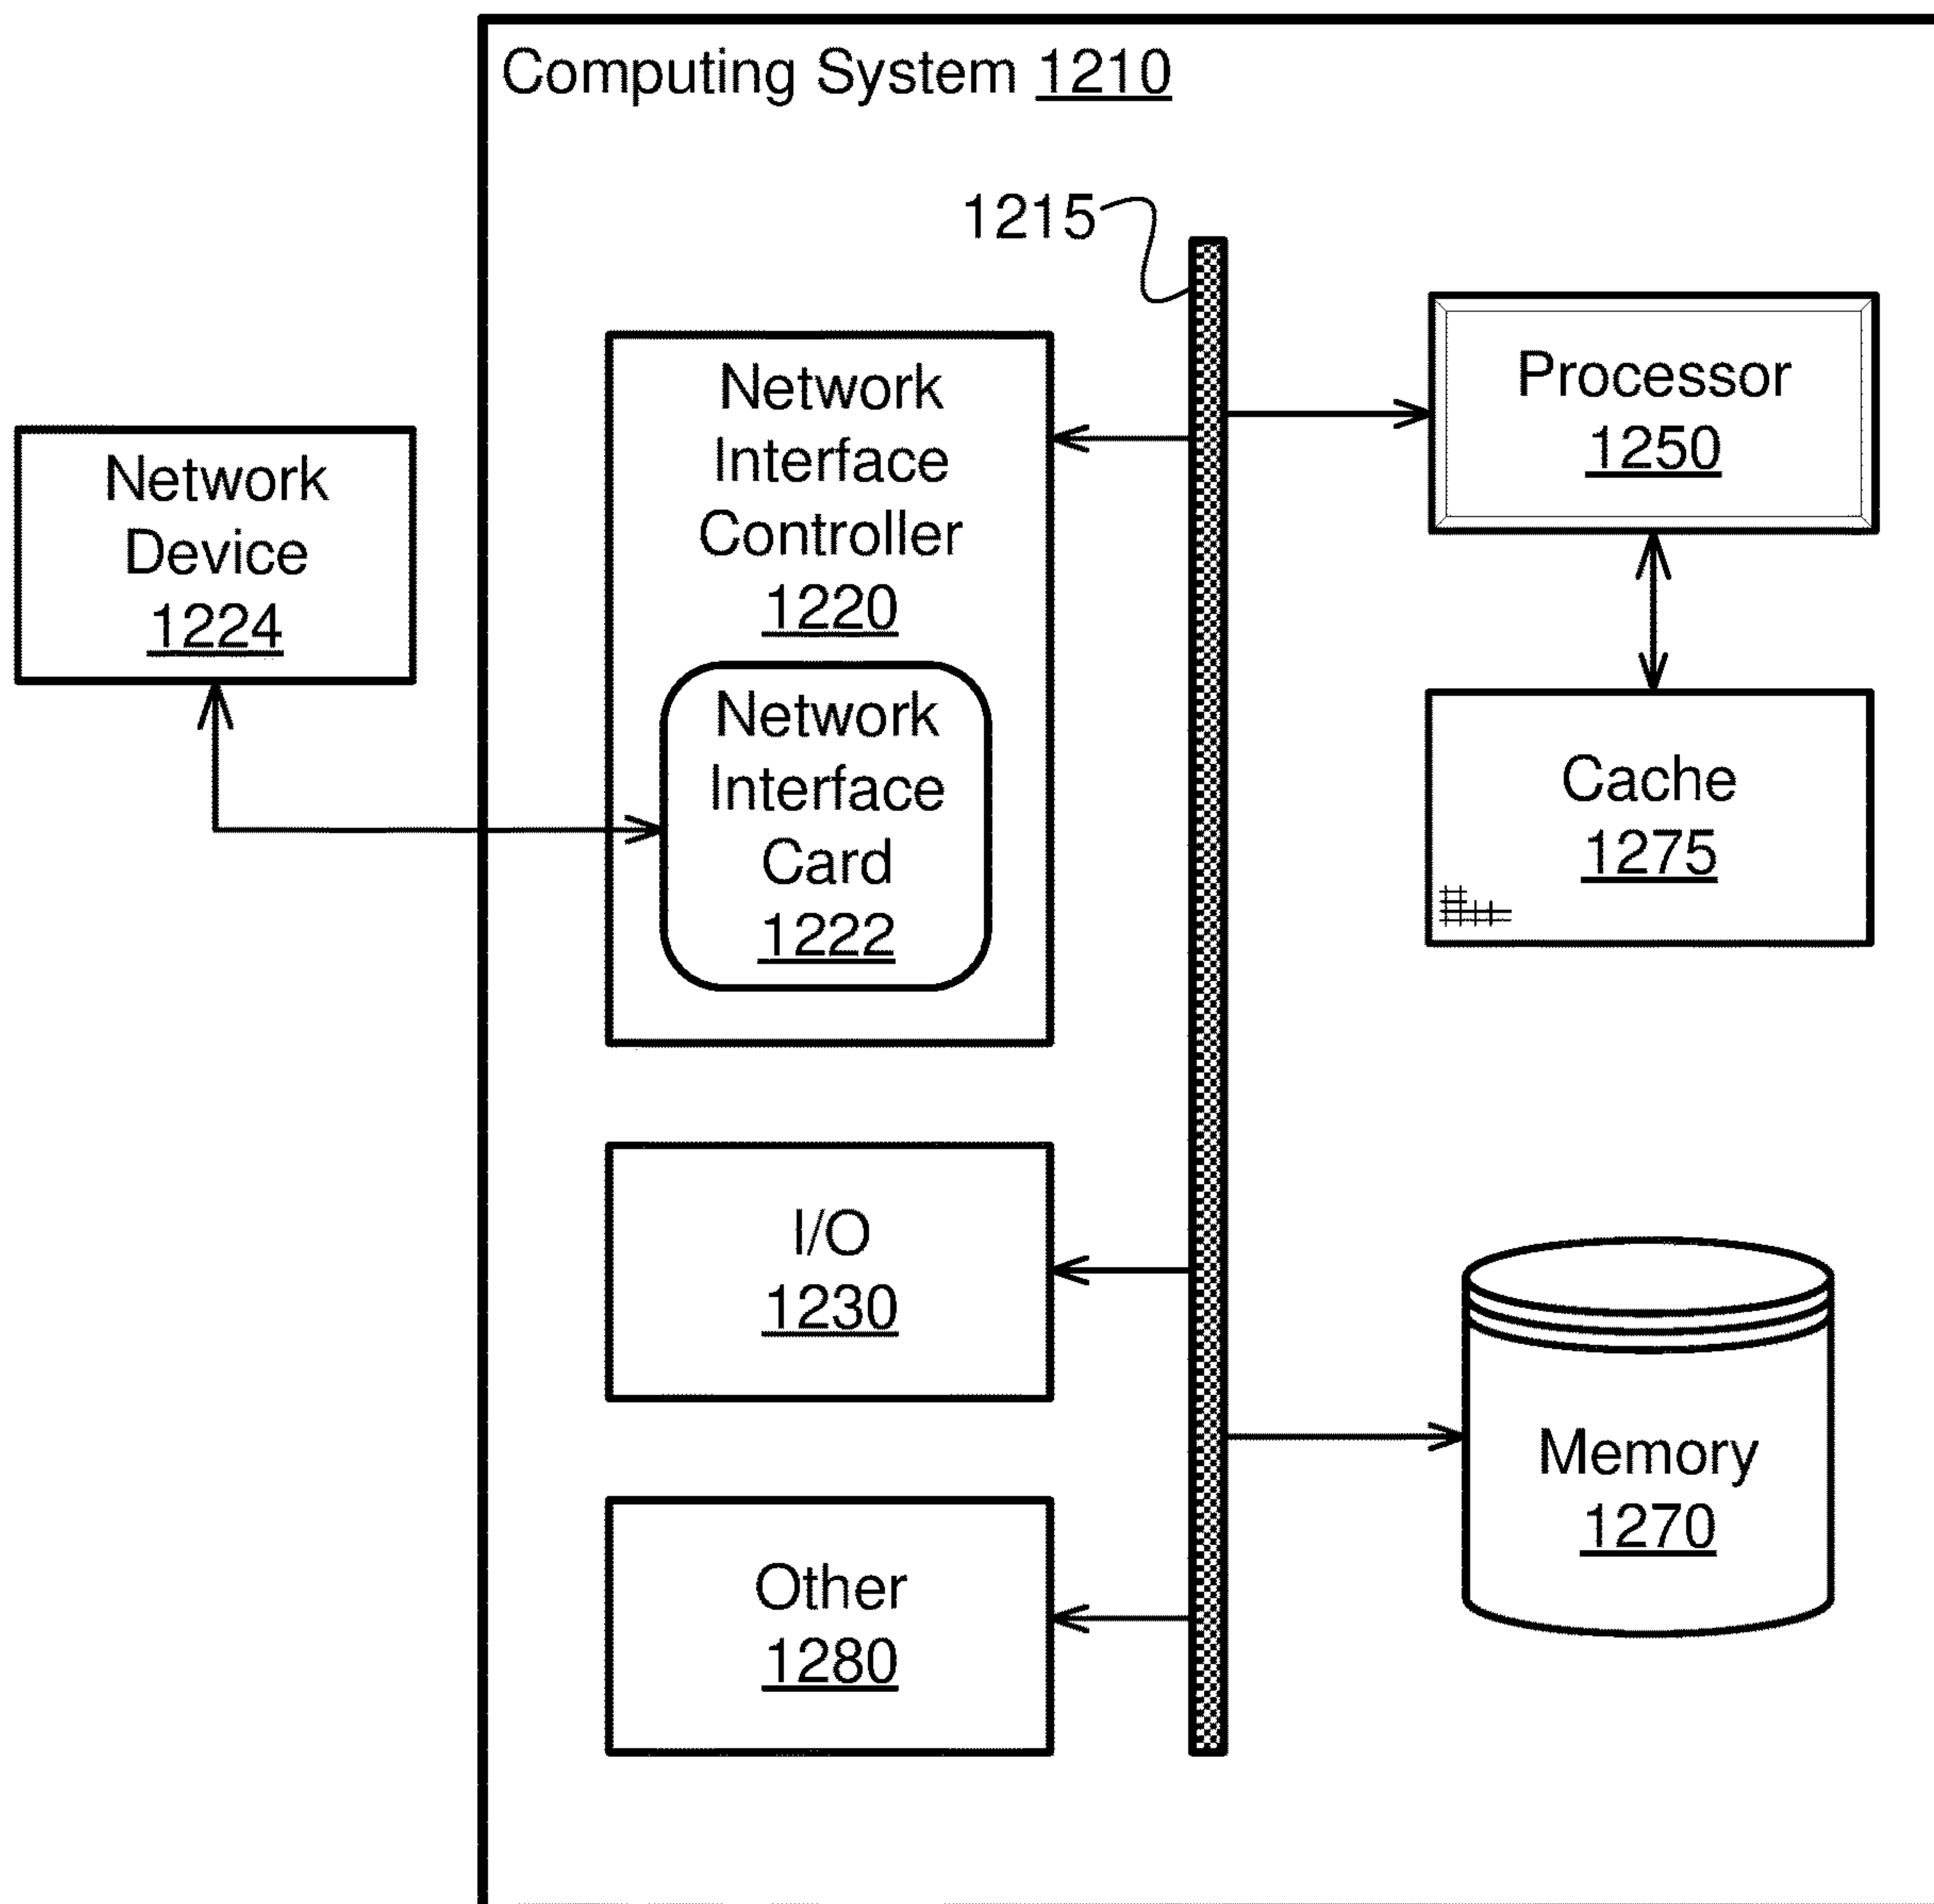 Computing System 1210
1215
Network
Interface
Controller
1220
Network
Interface
Card
1222
Network
Device
1224
Processor
1250
Cache
1275
I/O
1230
Memory
1270
Other
1280